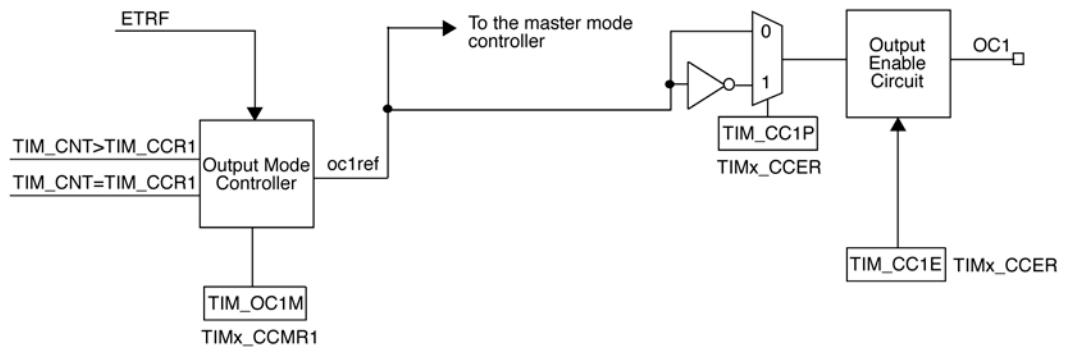 ETRF
To the master mode
controller
0
1
Output
Enable
Circuit
OC1
TIM_CC1P
TIMx_CCER
TIM_CNT>TIM_CCR1
TIM_CNT=TIM_CCR1
Output Mode
Controller
oc1ref
TIM_CC1E
TIMx_CCER
TIM_OC1M
TIMx_CCMR1